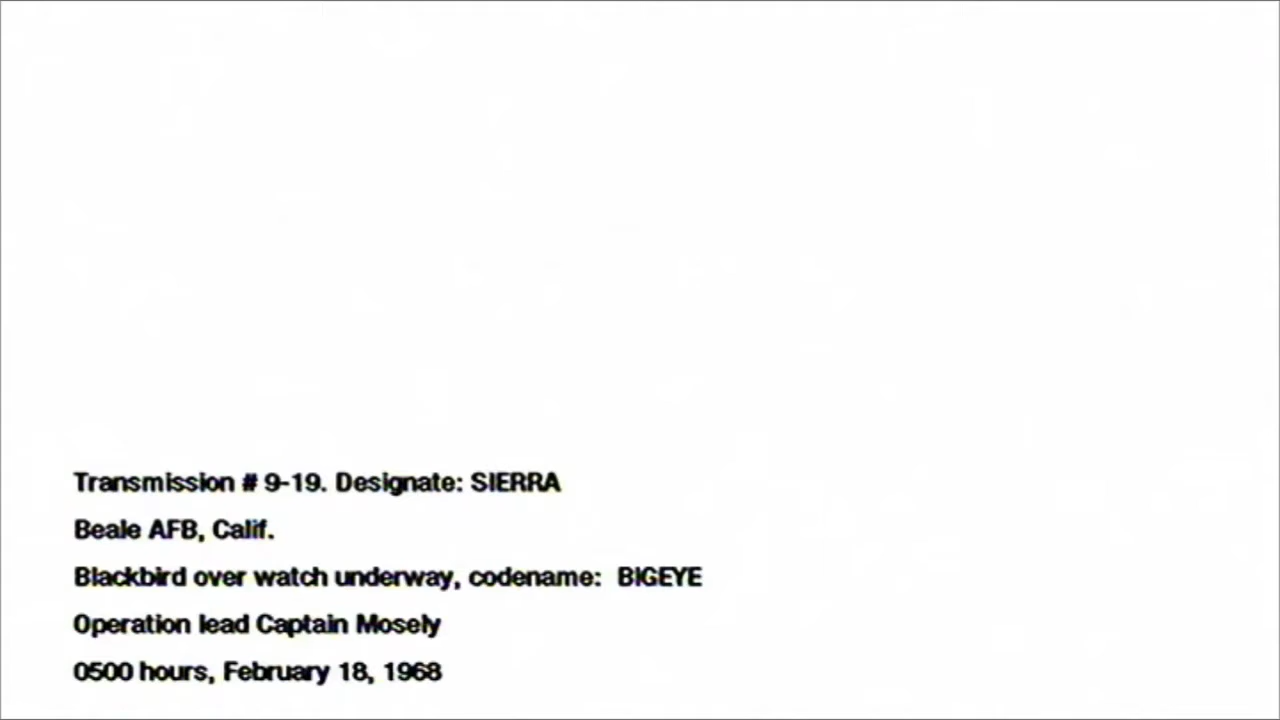 Transmission # 9-19. Designate: SIERRA
Beale AFB, Calif.
Blackbird over watch underway, codename:  BIGEYE
Operation lead Captain Mosely
0500 hours, February 18, 1968